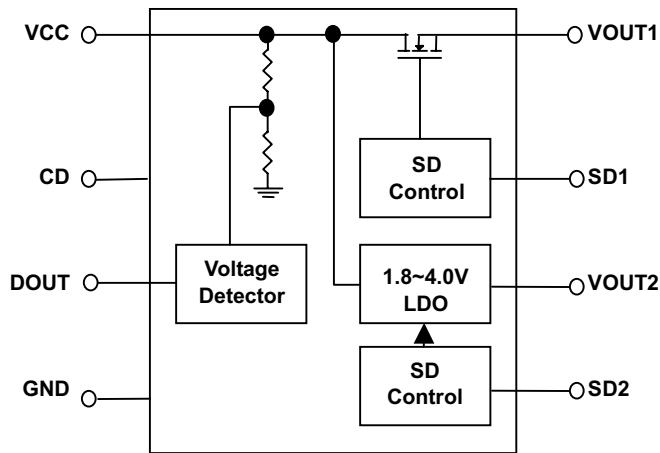 VCC
VOUT1
CD
SD
Control
SD1
DOUT
Voltage
Detector
1.8~4.0V
LDO
VOUT2
GND
SD
Control
SD2